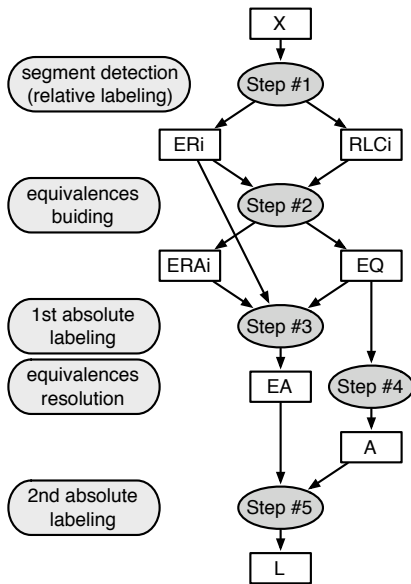 X
segment detection
(relative labeling)
Step #1
ERi
RLCi
equivalences
buiding
Step #2
ERAi
EQ
1st absolute
labeling
Step #3
equivalences
resolution
EA
Step #4
A
2nd absolute
labeling
Step #5
L